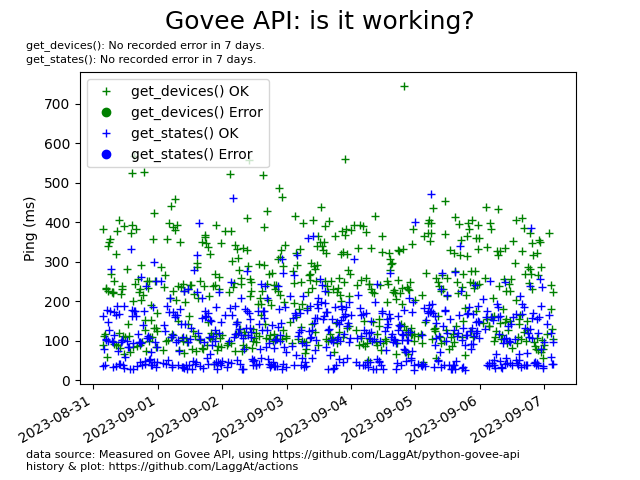 Govee API: is it working?
get_devices(): No recorded error in 7 days.
get_states(): No recorded error in 7 days.
get_devices() OK
get_devices() Error
get_states() OK
get_states() Error
Ping (ms)
700
600
500
400
300
200
100
0
2023-08-31
2023-09-01
2023-09-02
2023-09-03
2023-09-04
2023-09-05
2023-09-06
2023-09-07
data source: Measured on Govee API, using https://github.com/LaggAt/python-govee-api
history & plot: https://github.com/LaggAt/actions